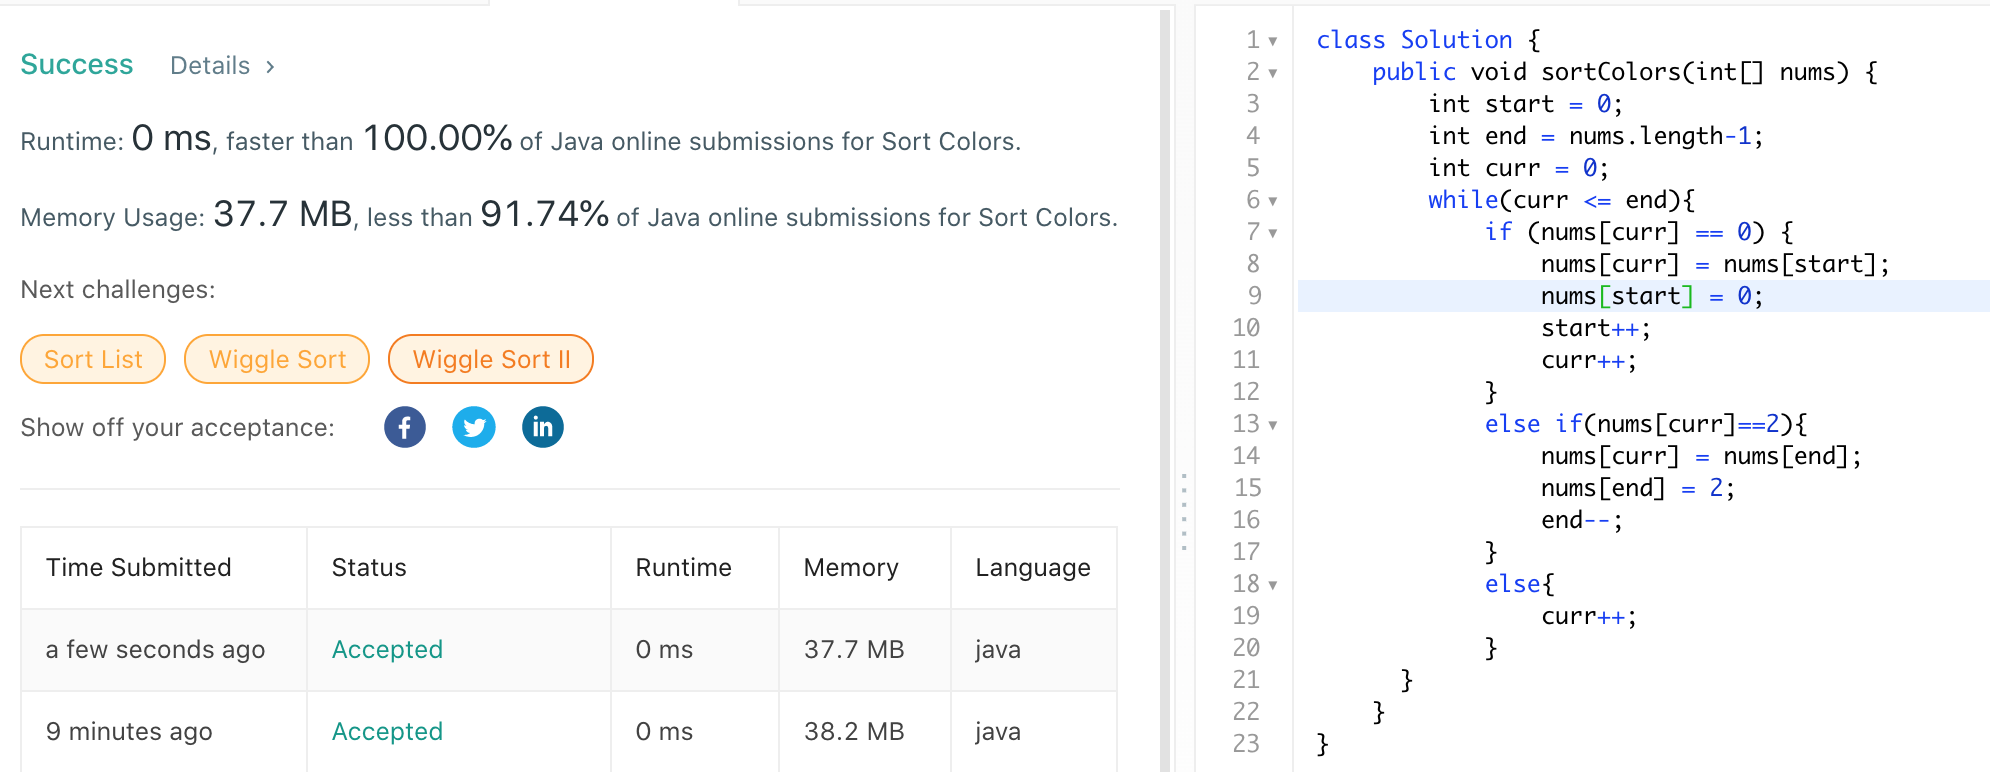 Success Details >
Runtime: 0 ms, faster than 100.00% of Java online submissions for Sort Colors.
Memory Usage: 37.7 MB, less than 91.74% of Java online submissions for Sort Colors.
Next challenges:
Sort List Wiggle Sort Wiggle Sort II
Show off your acceptance: f in
Time Submitted Status Runtime Memory Language
a few seconds ago Accepted 0 ms 37.7 MB java
9 minutes ago Accepted 0 ms 38.2 MB java
1 class Solution {
2     public void sortColors(int[] nums) {
3         int start = 0;
4         int end = nums.length-1;
5         int curr = 0;
6         while(curr <= end){
7             if (nums[curr] == 0) {
8                 nums[curr] = nums[start];
9                 nums[start] = 0;
10                 start++;
11                 curr++;
12             }
13             else if(nums[curr]==2){
14                 nums[curr] = nums[end];
15                 nums[end] = 2;
16                 end--;
17             }
18             else{
19                 curr++;
20             }
21       }
22     }
23 }